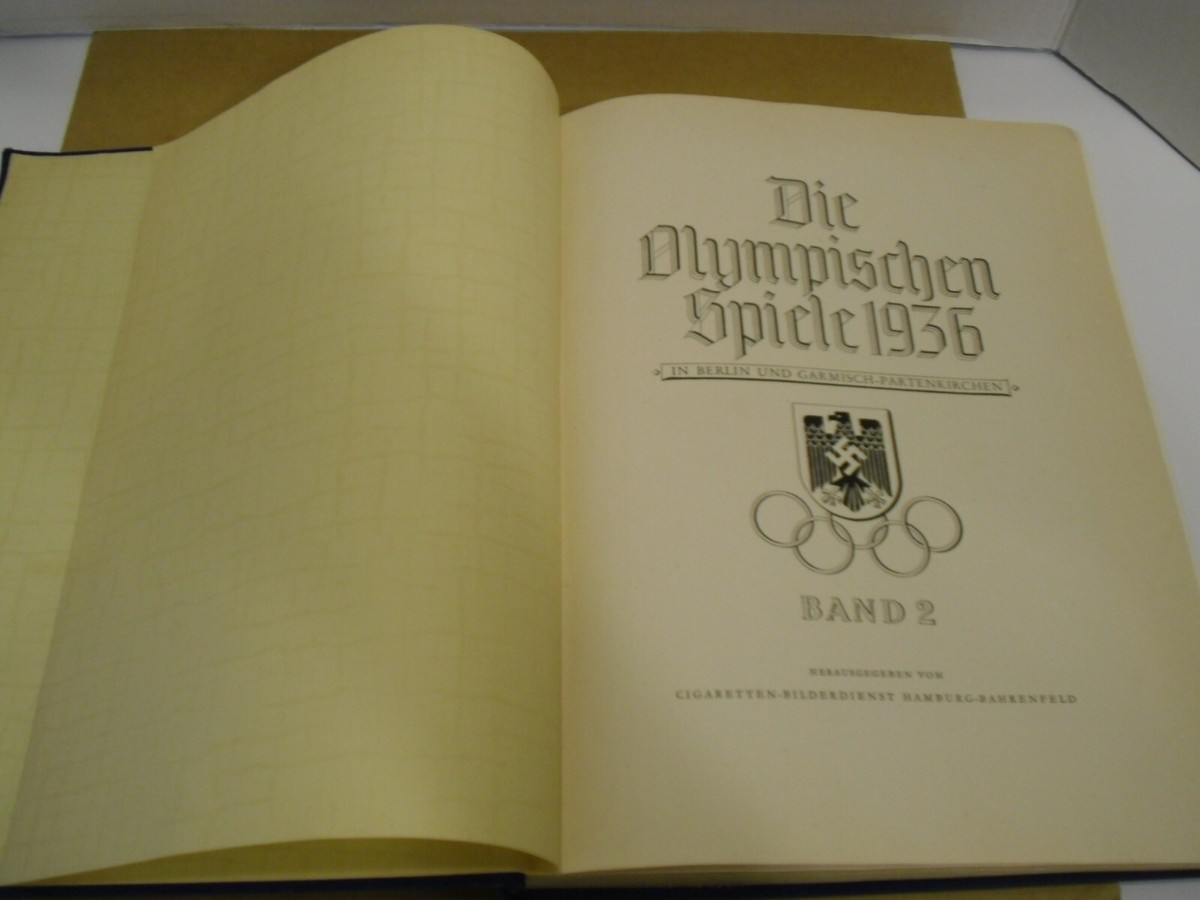 Die
Olympischen
Spiele 1936
IN BERLIN UND GARMISCH-PARTENKIRCHEN
BAND 2
HERAUSGEGEBEN VOM
CIGARETTEN-BILDERDIENST HAMBURG-BAHRENFELD